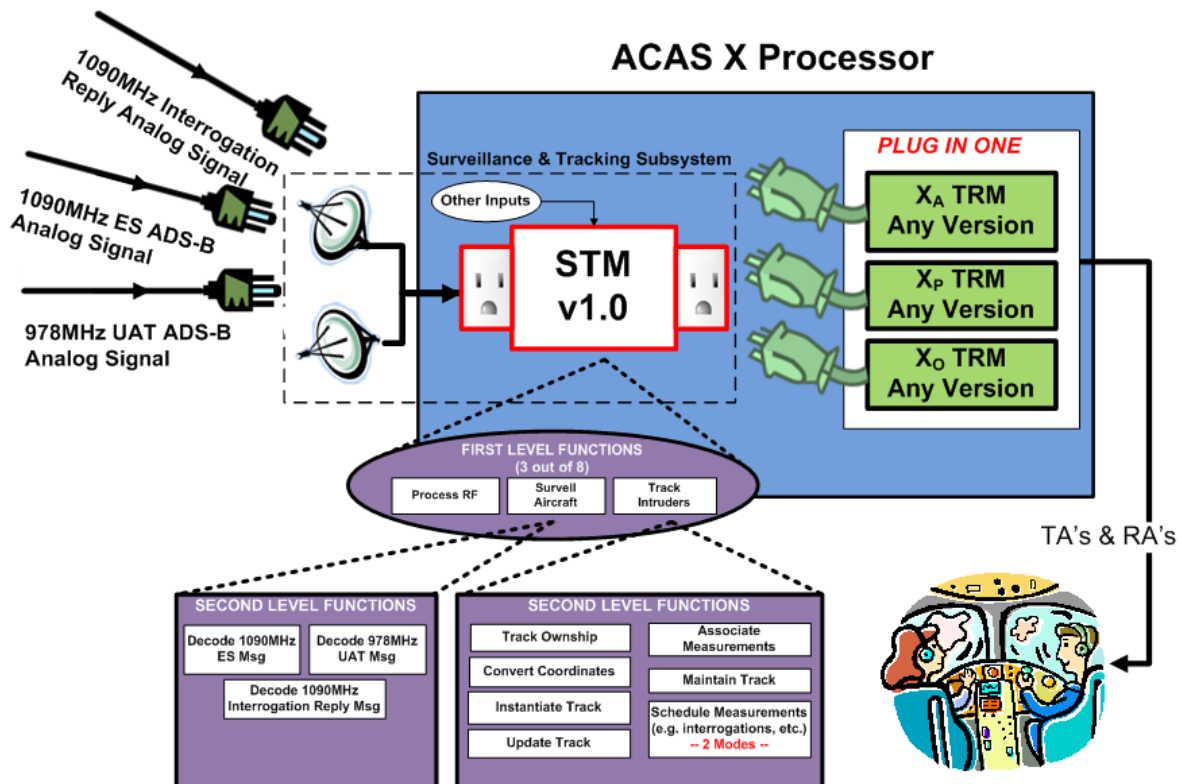 ACAS X Processor
1090MHz Interrogation
Reply Analog Signal
1090MHz ES ADS-B
Analog Signal
978MHz UAT ADS-B
Analog Signal
Surveillance & Tracking Subsystem
Other Inputs
STM
v1.0
PLUG IN ONE
XA TRM
Any Version
XP TRM
Any Version
XO TRM
Any Version
FIRST LEVEL FUNCTIONS
(3 out of 8)
Process RF
Surveil
Aircraft
Track
Intruders
TA's & RA's
SECOND LEVEL FUNCTIONS
Decode 1090MHz
ES Msg
Decode 978MHz
UAT Msg
Decode 1090MHz
Interrogation Reply Msg
SECOND LEVEL FUNCTIONS
Track Ownship
Convert Coordinates
Instantiate Track
Update Track
Associate
Measurements
Maintain Track
Schedule Measurements
(e.g. interrogations, etc.)
-- 2 Modes --